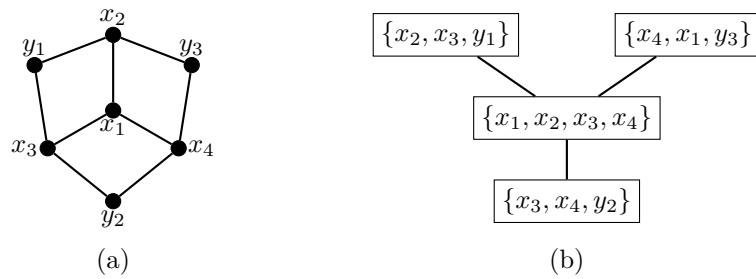 x₂
y₁ y₃
x₁
x₃ x₄
y₂
(a)
{x₂, x₃, y₁} {x₄, x₁, y₃}
{x₁, x₂, x₃, x₄}
{x₃, x₄, y₂}
(b)